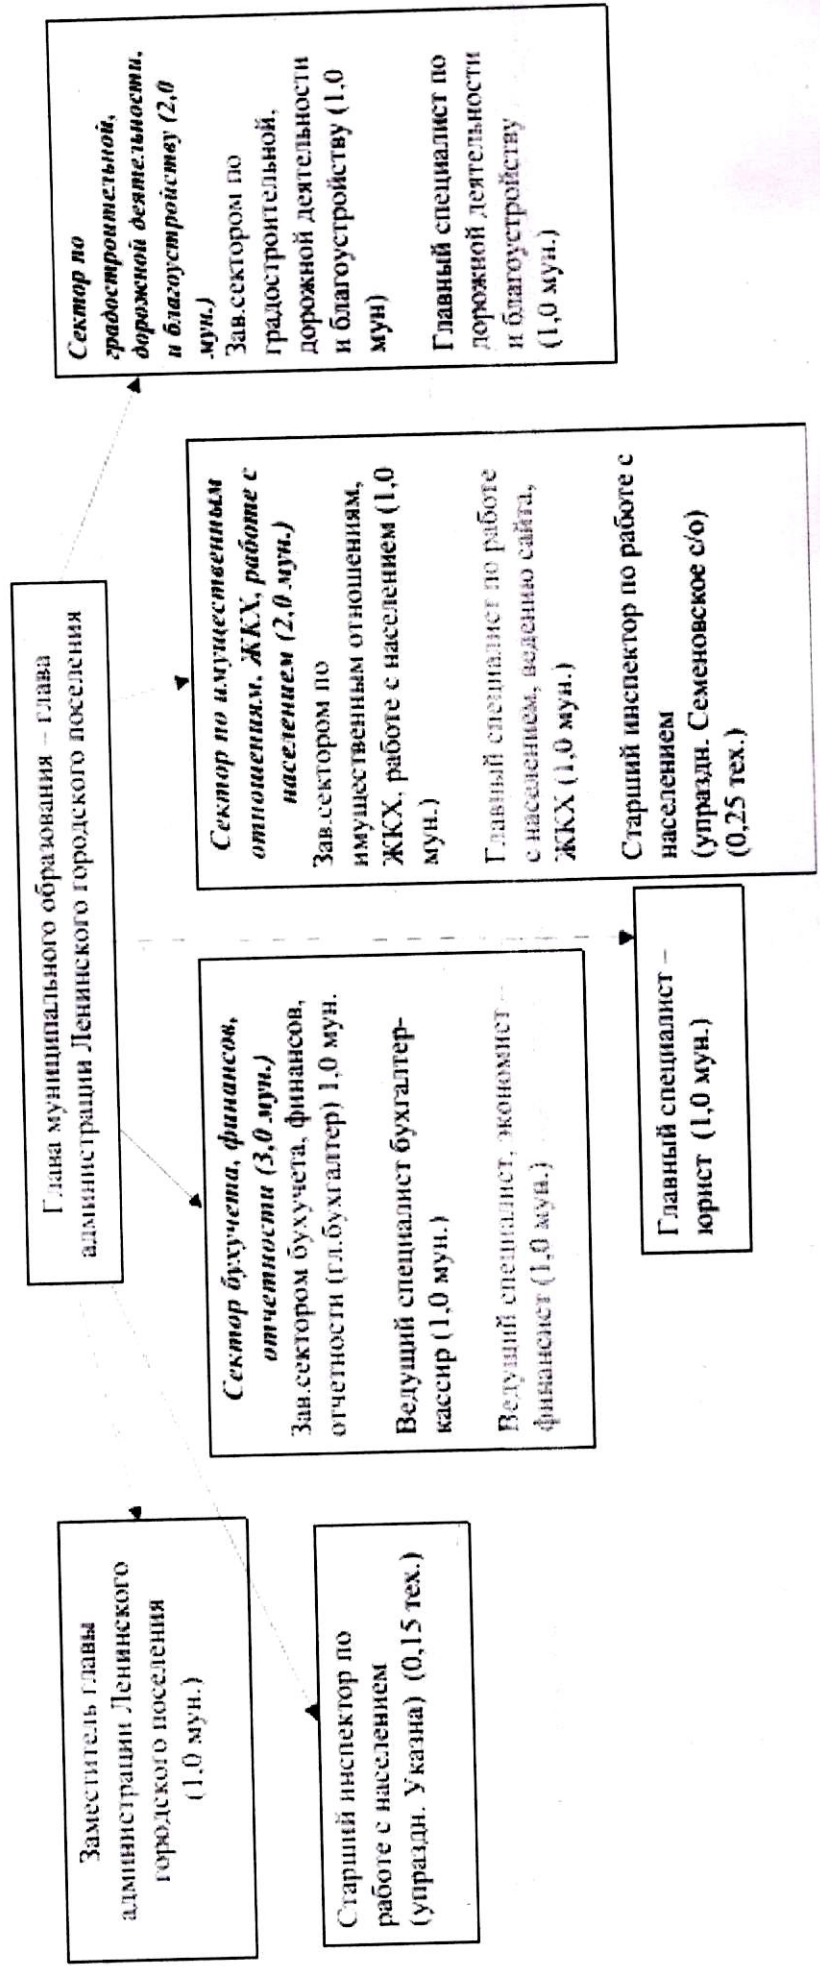 Глава муниципального образования – глава
администрации Ленинского городского поселения
Заместитель главы
администрации Ленинского
городского поселения
(1,0 мун.)
Старший инспектор по
работе с населением
(упраздн. Указна) (0,15 тех.)
Сектор бухучета, финансов,
отчетности (3,0 мун.)
Зав.сектором бухучета, финансов,
отчетности (гл.бухгалтер) 1,0 мун.
Ведущий специалист бухгалтер-
кассир (1,0 мун.)
Ведущий специалист, экономист –
финансист (1,0 мун.)
Главный специалист –
юрист (1,0 мун.)
Сектор по имущественным
отношениям, ЖКХ, работе с
населением (2,0 мун.)
Зав.сектором по
имущественным отношениям,
ЖКХ, работе с населением (1,0
мун.)
Главный специалист по работе
с населением, ведению сайта,
ЖКХ (1,0 мун.)
Старший инспектор по работе с
населением
(упраздн. Семеновское с/о)
(0,25 тех.)
Сектор по
градостроительной,
дорожной деятельности,
и благоустройству (2,0
мун.)
Зав.сектором по
градостроительной,
дорожной деятельности
и благоустройству (1,0
мун)
Главный специалист по
дорожной деятельности
и благоустройству
(1,0 мун.)